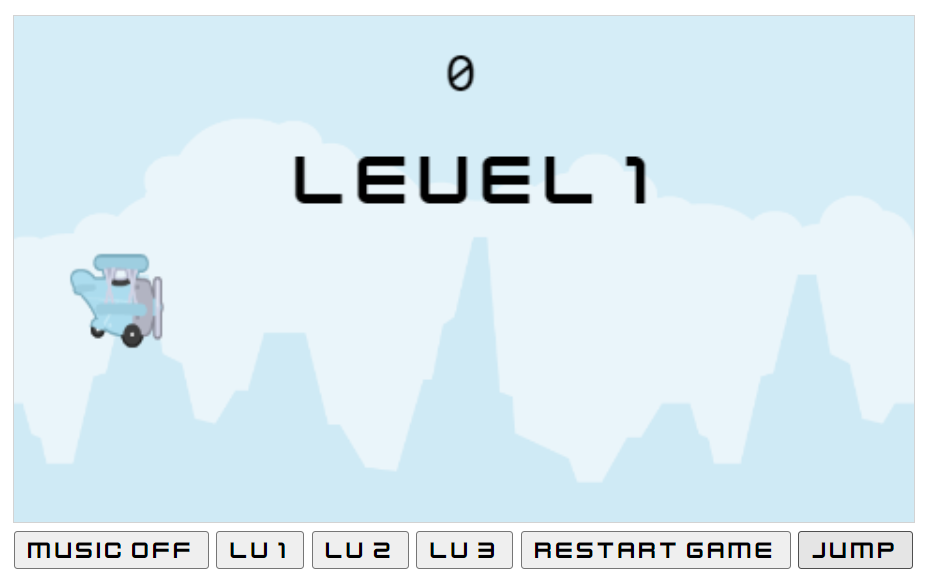 0
LEVEL 1
MUSIC OFF LV 1 LV 2 LV 3 RESTART GAME JUMP